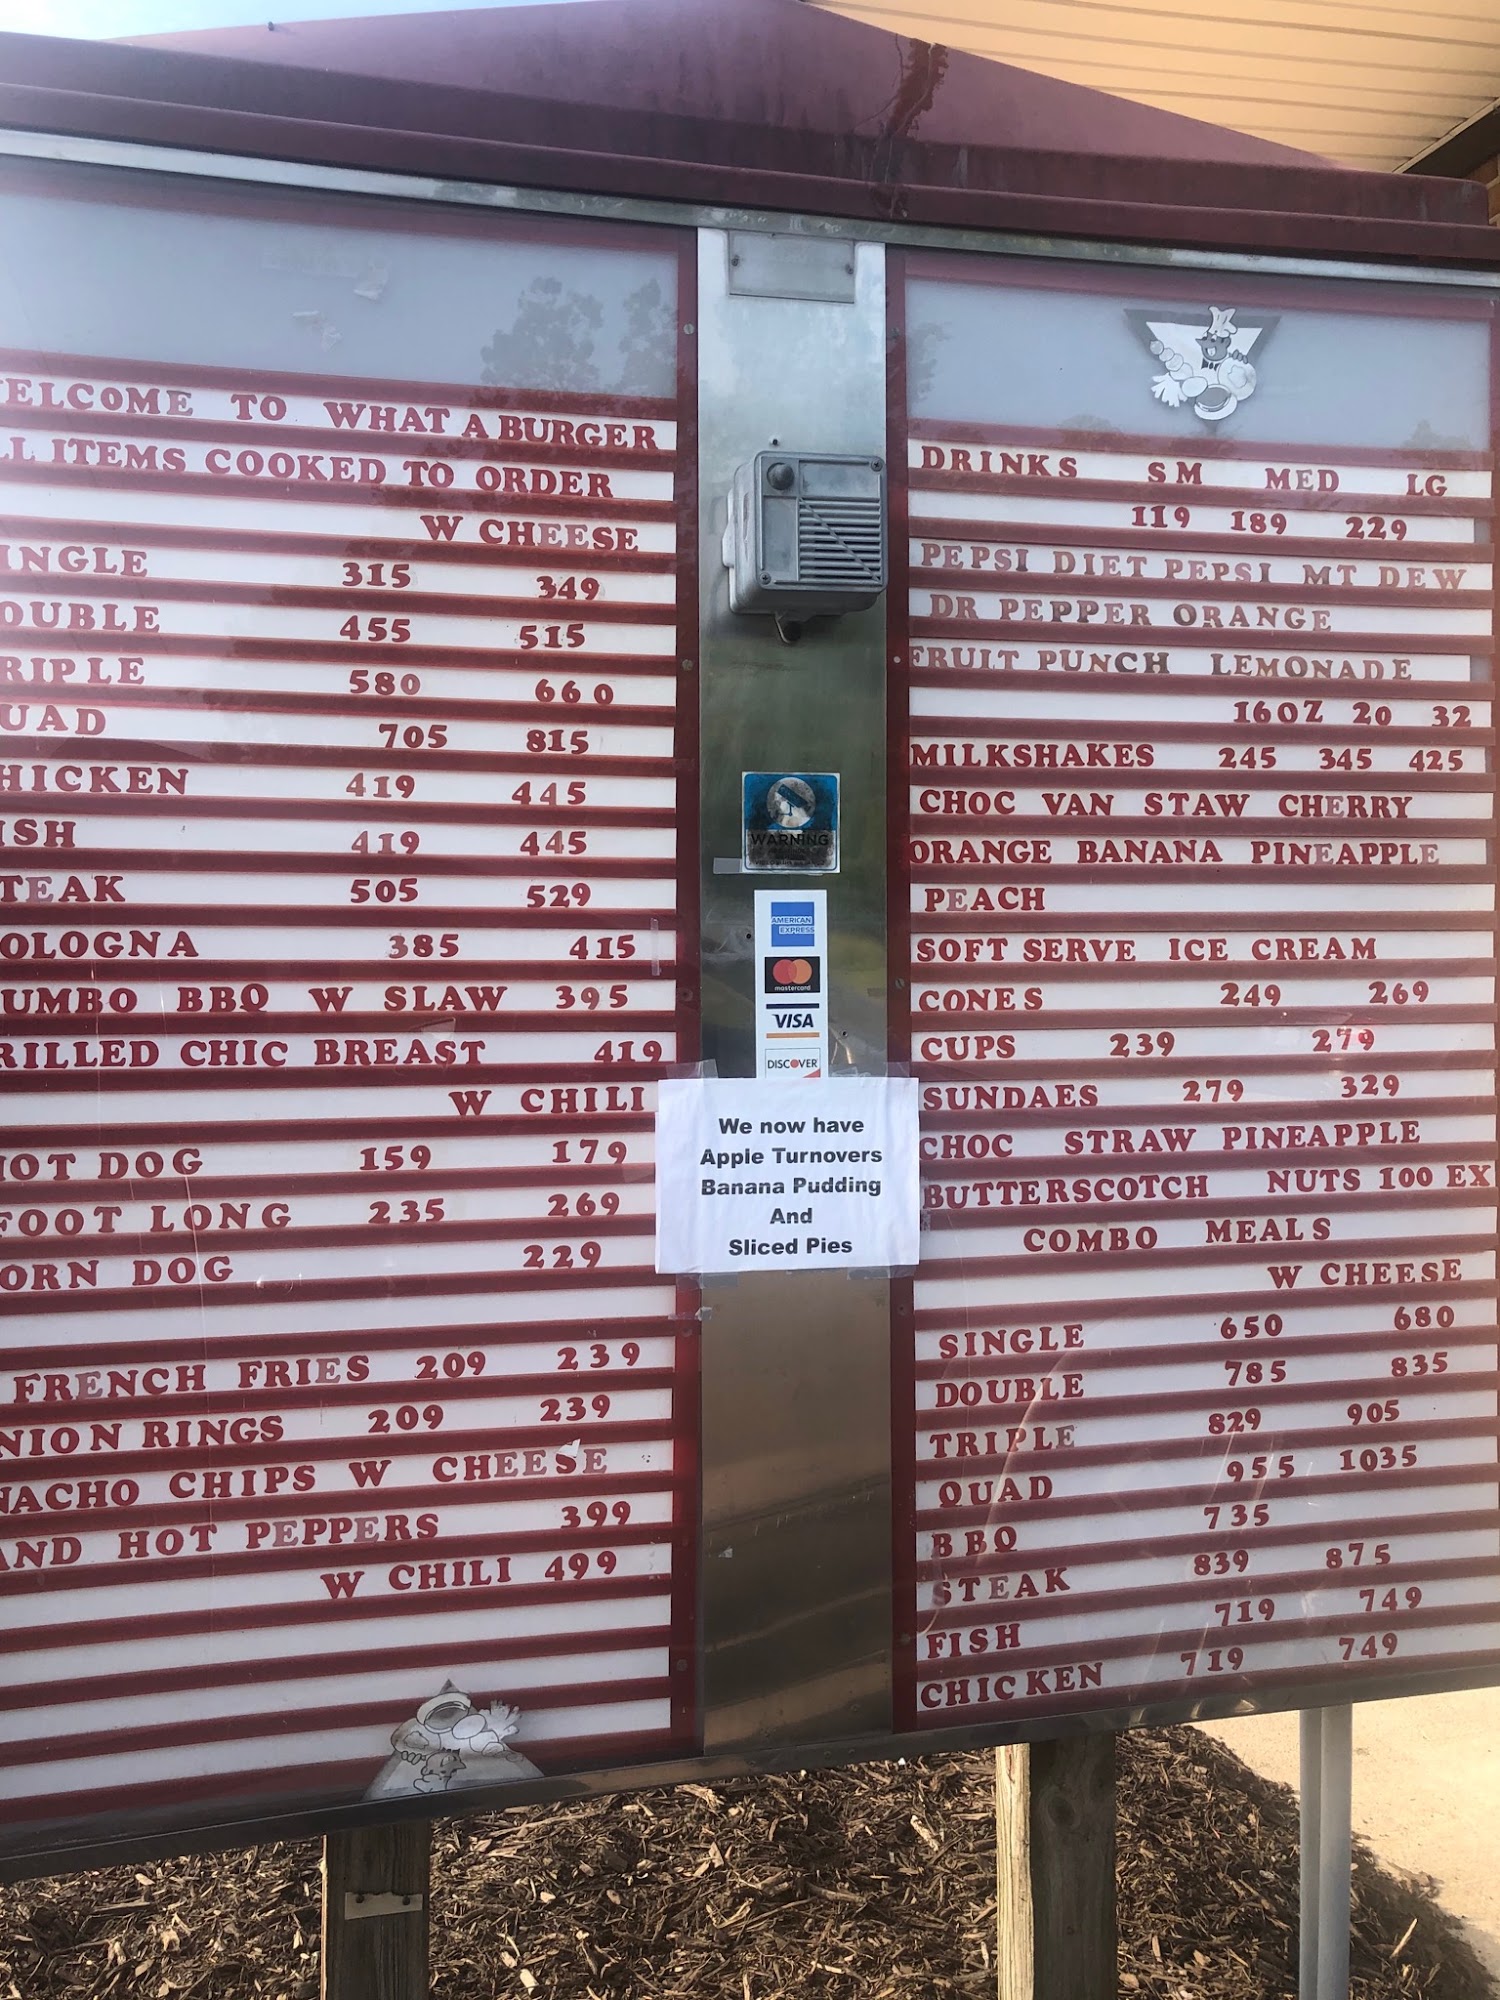 ELCOME TO WHAT A BURGER
LL ITEMS COOKED TO ORDER
W CHEESE
INGLE 315 349
OUBLE 455 515
RIPLE 580 660
UAD 705 815
HICKEN 419 445
ISH 419 445
TEAK 505 529
OLOGNA 385 415
UMBO BBQ W SLAW 395
RILLED CHIC BREAST 419
W CHILI
HOT DOG 159 179
FOOT LONG 235 269
ORN DOG 229
FRENCH FRIES 209 239
NION RINGS 209 239
NACHO CHIPS W CHEESE
AND HOT PEPPERS 399
W CHILI 499
WARNING
AMERICAN
EXPRESS
mastercard
VISA
DISCOVER
We now have
Apple Turnovers
Banana Pudding
And
Sliced Pies
DRINKS SM MED LG
119 189 229
PEPSI DIET PEPSI MT DEW
DR PEPPER ORANGE
FRUIT PUNCH LEMONADE
16OZ 20 32
MILKSHAKES 245 345 425
CHOC VAN STAW CHERRY
ORANGE BANANA PINEAPPLE
PEACH
SOFT SERVE ICE CREAM
CONES 249 269
CUPS 239 279
SUNDAES 279 329
CHOC STRAW PINEAPPLE
BUTTERSCOTCH NUTS 100 EX
COMBO MEALS
W CHEESE
SINGLE 650 680
DOUBLE 785 835
TRIPLE 829 905
QUAD 955 1035
BBQ 735
STEAK 839 875
FISH 719 749
CHICKEN 719 749